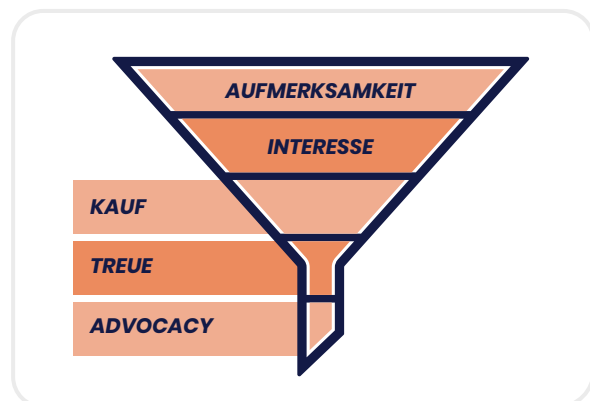 AUFMERKSAMKEIT
INTERESSE
KAUF
TREUE
ADVOCACY